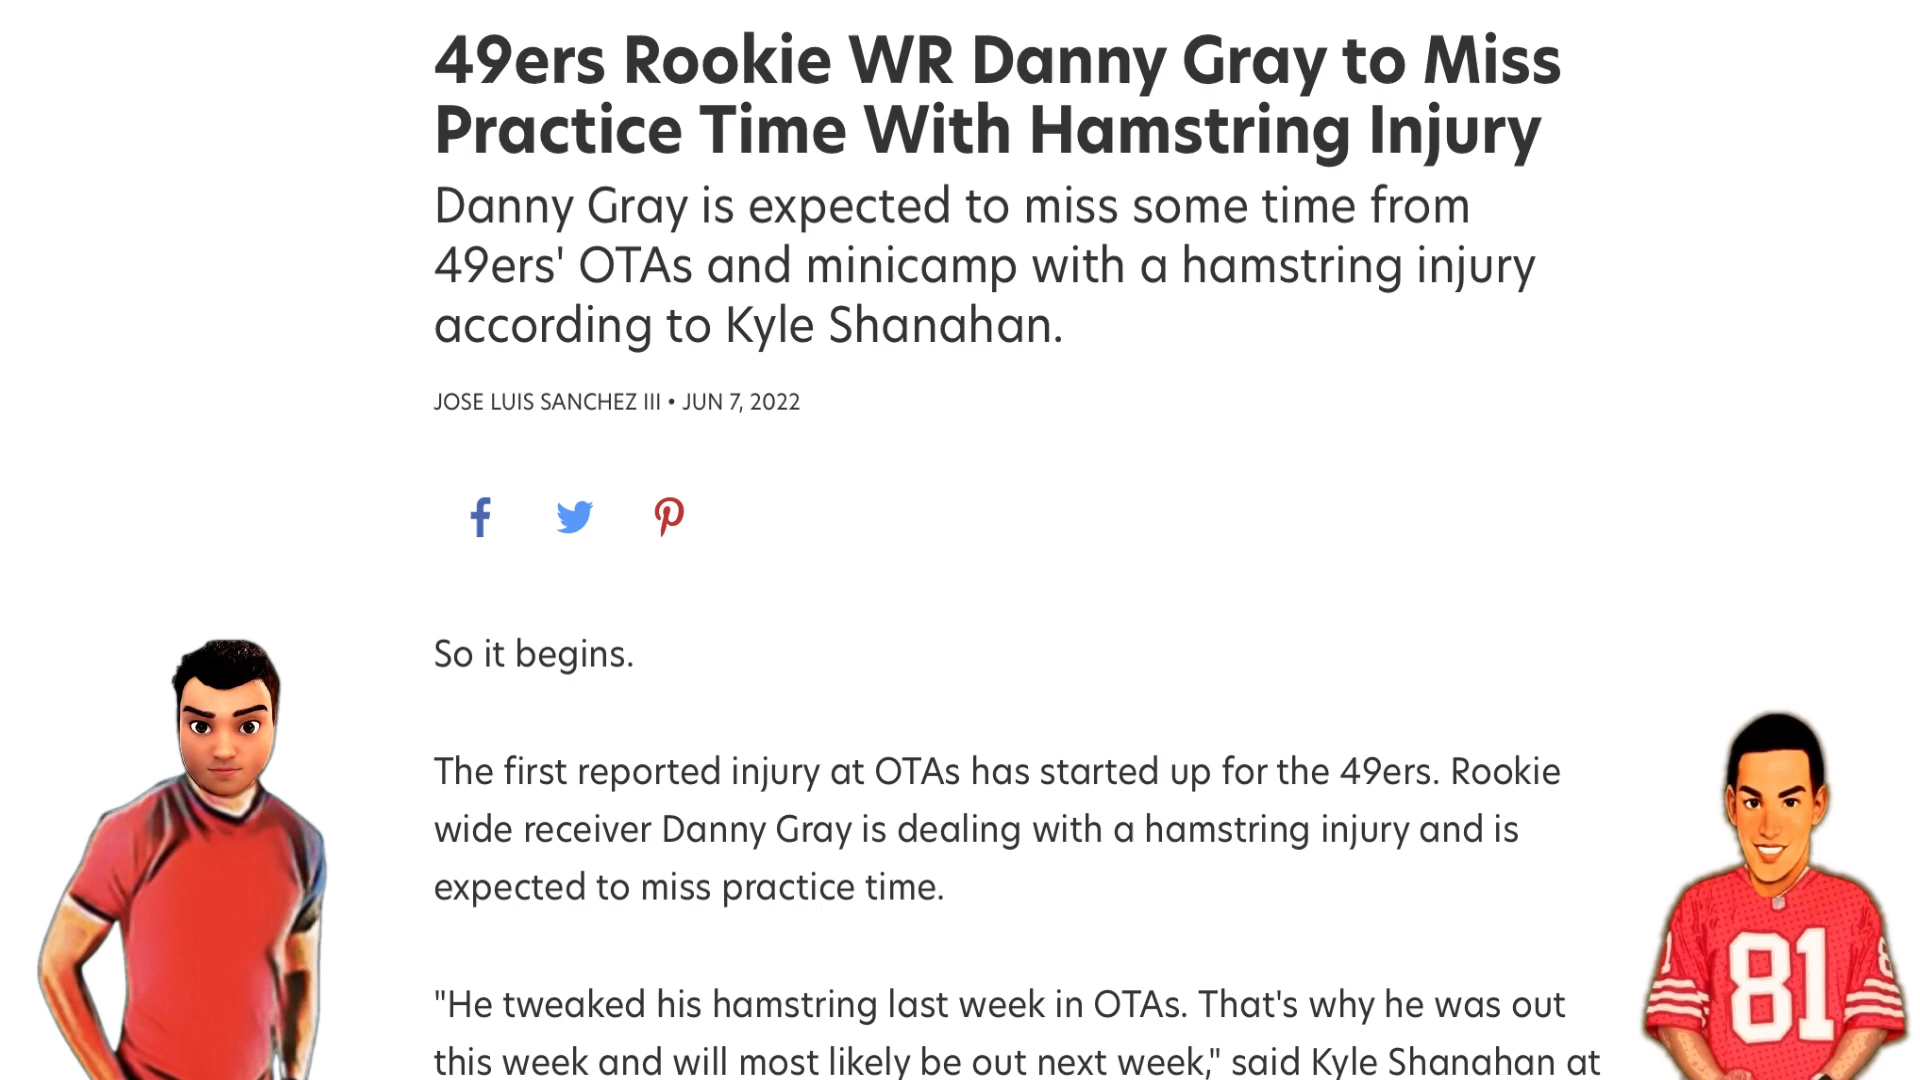 49ers Rookie WR Danny Gray to Miss
Practice Time With Hamstring Injury
Danny Gray is expected to miss some time from
49ers' OTAs and minicamp with a hamstring injury
according to Kyle Shanahan.
JOSE LUIS SANCHEZ III • JUN 7, 2022
So it begins.
The first reported injury at OTAs has started up for the 49ers. Rookie
wide receiver Danny Gray is dealing with a hamstring injury and is
expected to miss practice time.
"He tweaked his hamstring last week in OTAs. That's why he was out
this week and will most likely be out next week," said Kyle Shanahan at
81